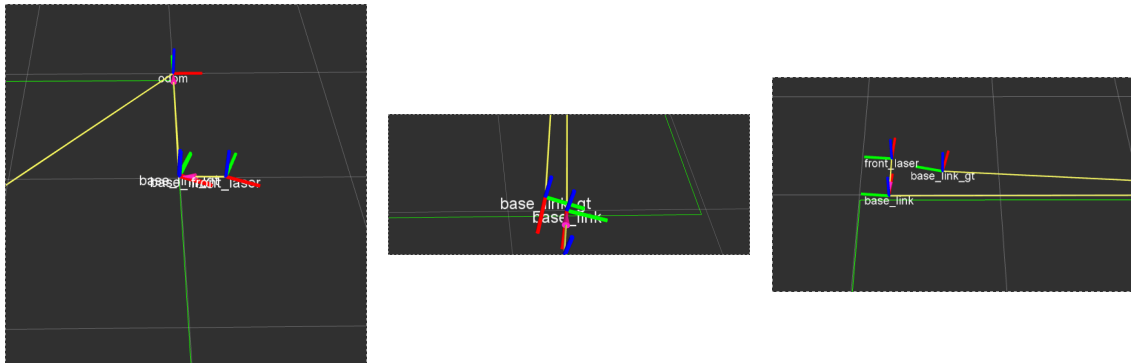 odom
front_laser
base_link_gt
base_link
front_laser
base_link_gt
base_link